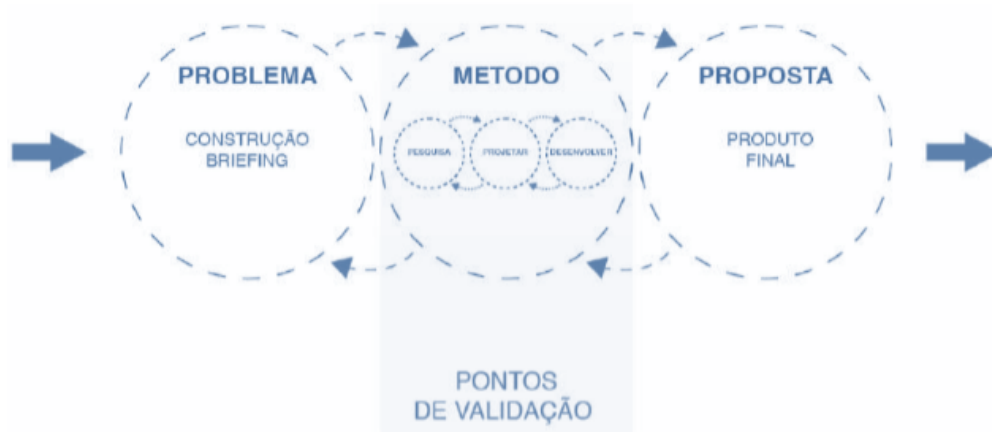 PROBLEMA
CONSTRUÇÃO
BRIEFING
METODO
PESQUISA
PROJETAR
DESENVOLVER
PROPOSTA
PRODUTO
FINAL
PONTOS
DE VALIDAÇÃO